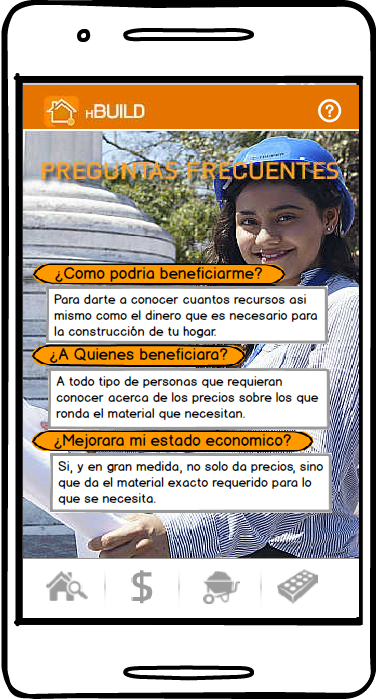 HBUILD
?
PREGUNTAS FRECUENTES
¿Como podria beneficiarme?
Para darte a conocer cuantos recursos asi
mismo como el dinero que es necesario para
la construcción de tu hogar.
¿A Quienes beneficiara?
A todo tipo de personas que requieran
conocer acerca de los precios sobre los que
ronda el material que necesitan.
¿Mejorara mi estado economico?
Si, y en gran medida, no solo da precios, sino
que da el material exacto requerido para lo
que se necesita.
$